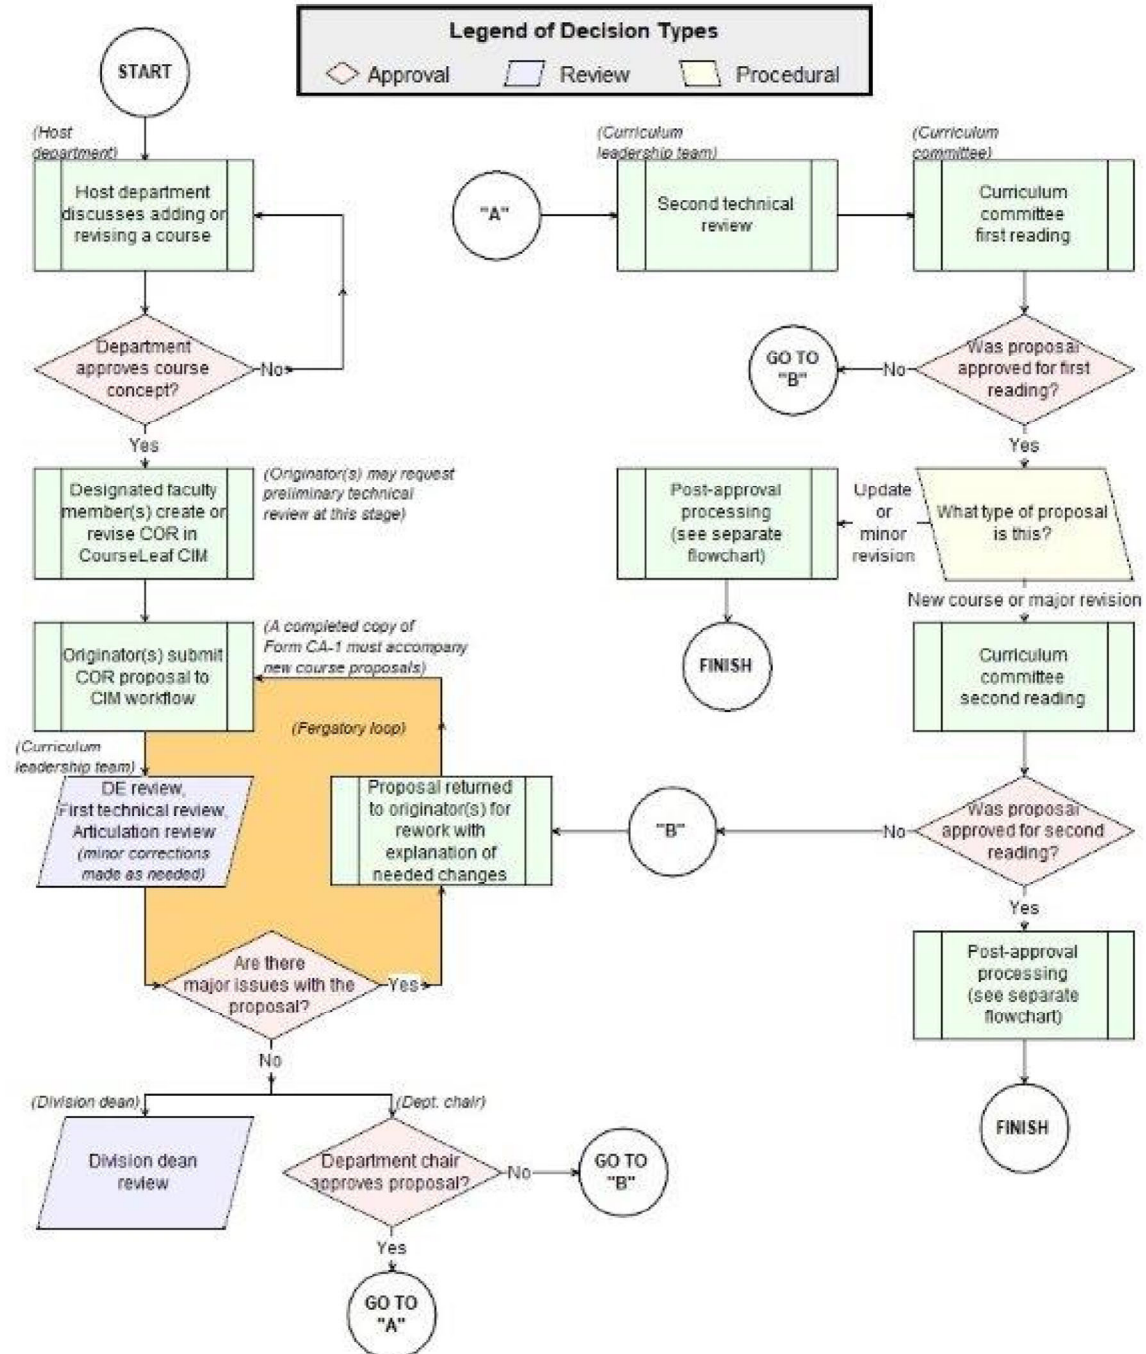 Legend of Decision Types
Approval
Review
Procedural
START
(Host
department)
Host department
discusses adding or
revising a course
Department
approves course
concept?
No
Yes
Designated faculty
member(s) create or
revise COR in
CourseLeaf CIM
(Originator(s) may request
preliminary technical
review at this stage)
Originator(s) submit
COR proposal to
CIM workflow
(A completed copy of
Form CA-1 must accompany
new course proposals)
(Fergatory loop)
(Curriculum
leadership team)
DE review,
First technical review,
Articulation review
(minor corrections
made as needed)
Proposal returned
to originator(s) for
rework with
explanation of
needed changes
Are there
major issues with the
proposal?
Yes
No
(Division dean)
Division dean
review
(Dept. chair)
Department chair
approves proposal?
No
GO TO
"B"
Yes
GO TO
"A"
"A"
(Curriculum
leadership team)
Second technical
review
(Curriculum
committee)
Curriculum
committee
first reading
Was proposal
approved for first
reading?
No
GO TO
"B"
Yes
What type of proposal
is this?
Update
or
minor
revision
Post-approval
processing
(see separate
flowchart)
FINISH
New course or major revision
Curriculum
committee
second reading
Was proposal
approved for second
reading?
No
"B"
Yes
Post-approval
processing
(see separate
flowchart)
FINISH